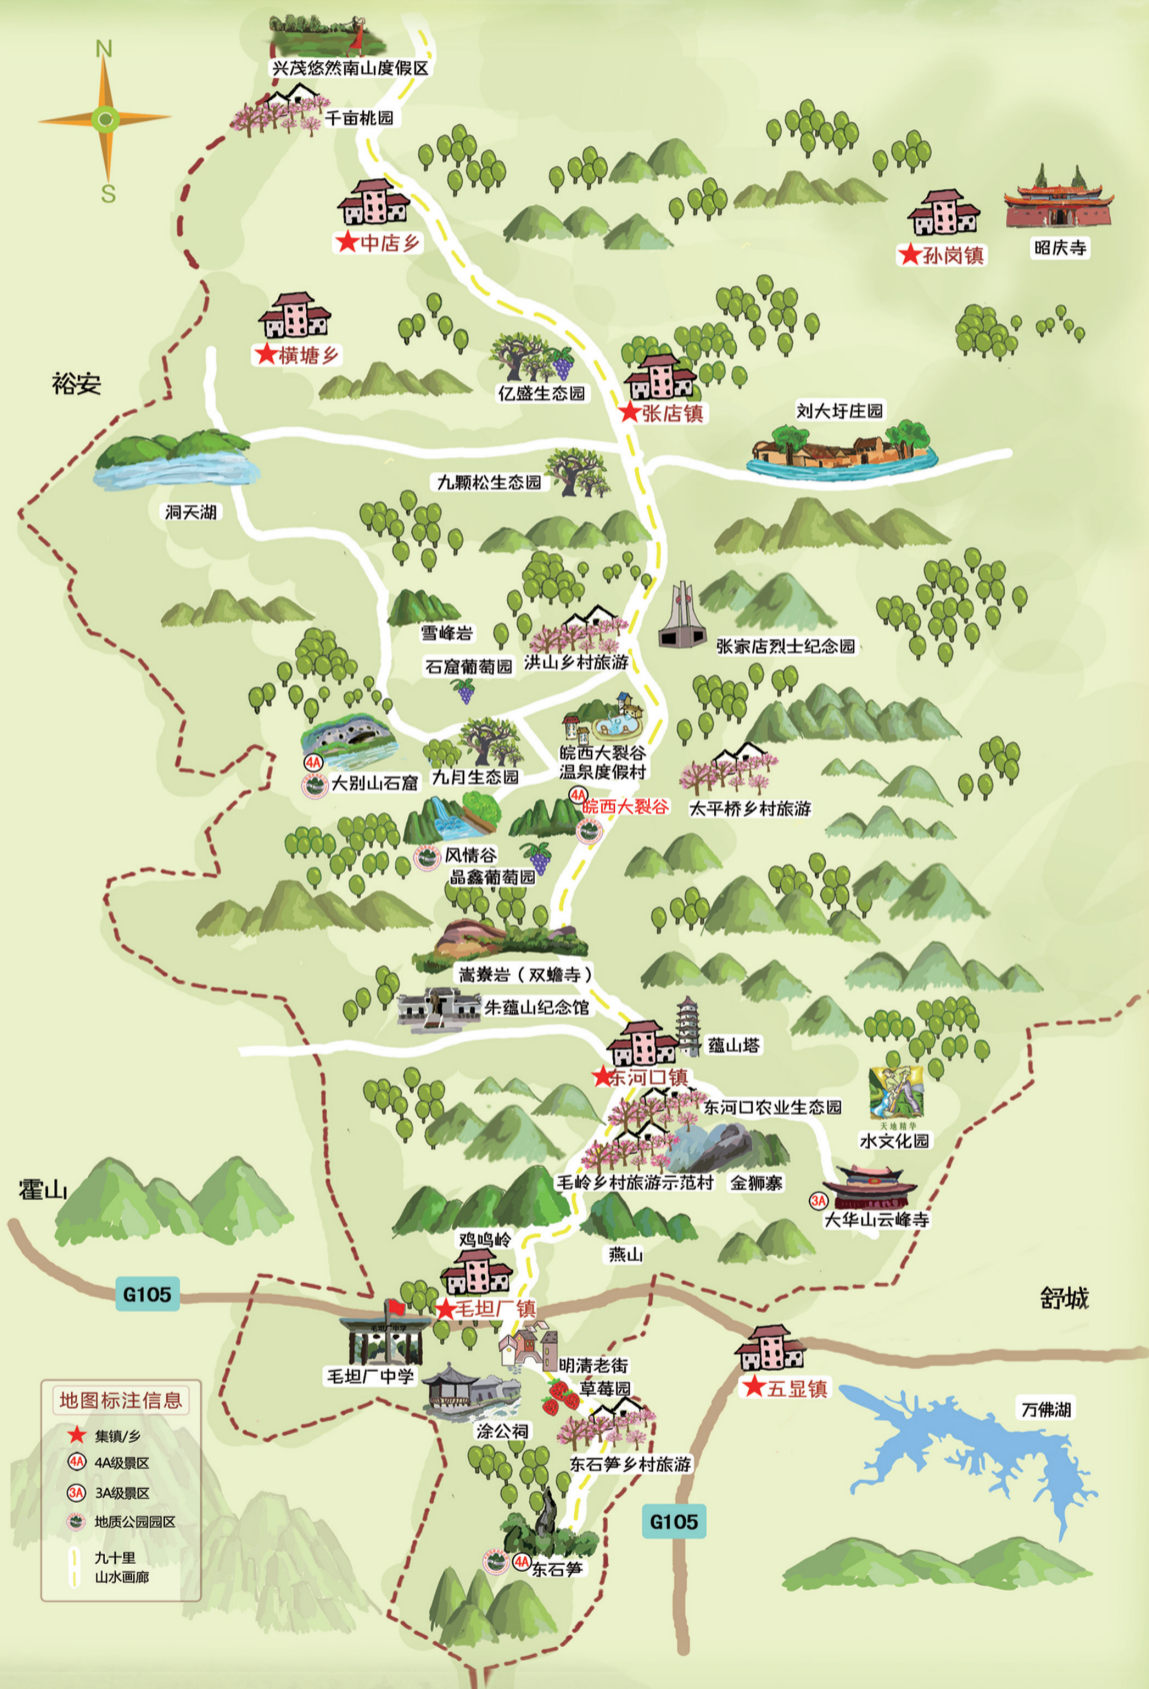 N
兴茂悠然南山度假区
千亩桃园
S
中店乡
孙岗镇
昭庆寺
横塘乡
裕安
亿盛生态园
张店镇
刘大圩庄园
九颗松生态园
洞天湖
雪峰岩
张家店烈士纪念园
石窟葡萄园
洪山乡村旅游
皖西大裂谷
温泉度假村
4A
大别山石窟
九月生态园
4A
皖西大裂谷
太平桥乡村旅游
风情谷
晶鑫葡萄园
嵩寮岩（双蟾寺）
朱蕴山纪念馆
蕴山塔
东河口镇
东河口农业生态园
天地精华
水文化园
毛岭乡村旅游示范村
金狮寨
霍山
3A
大华山云峰寺
鸡鸣岭
燕山
G105
舒城
毛坦厂镇
毛坦厂中学
毛坦厂中学
明清老街
草莓园
五显镇
万佛湖
涂公祠
东石笋乡村旅游
G105
4A
东石笋
地图标注信息
集镇/乡
4A
4A级景区
3A
3A级景区
地质公园园区
九十里
山水画廊